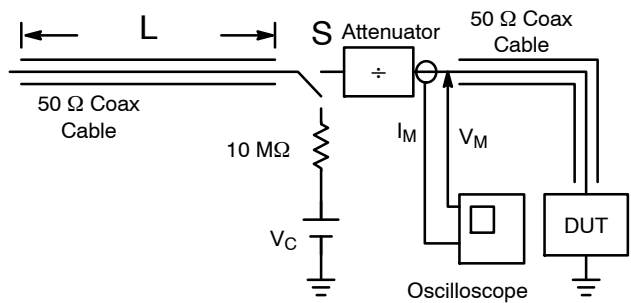 L
S
Attenuator
÷
50 Ω Coax
Cable
50 Ω Coax
Cable
10 MΩ
I_M
V_M
V_C
DUT
Oscilloscope